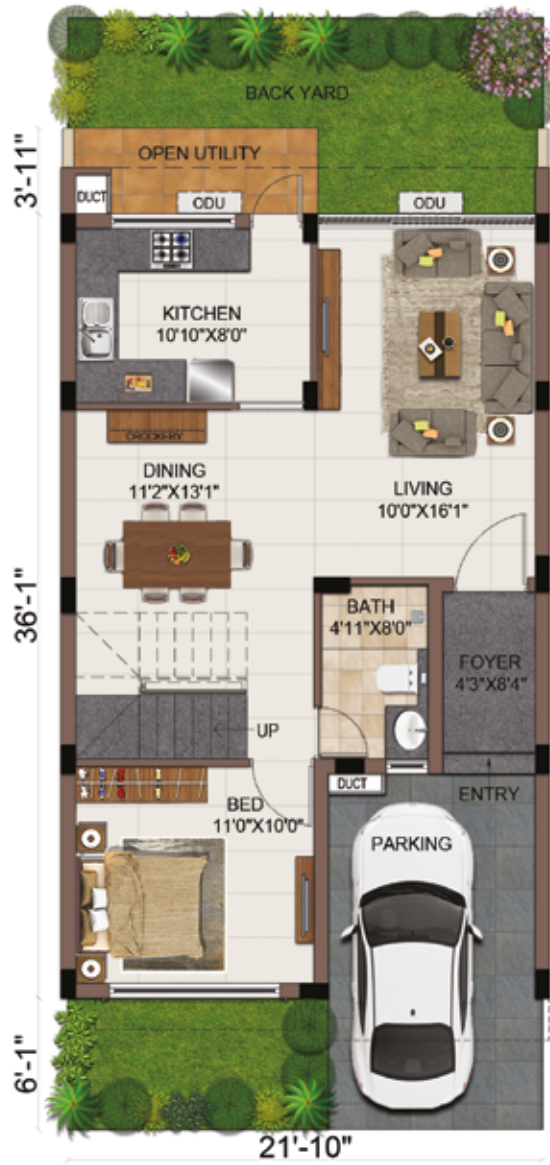 BACK YARD
3'-11"
OPEN UTILITY
DUCT
ODU
ODU
KITCHEN
10'10"X8'0"
CROCKERY
DINING
11'2"X13'1"
LIVING
10'0"X16'1"
36'-1"
BATH
4'11"X8'0"
FOYER
4'3"X8'4"
UP
DUCT
ENTRY
BED
11'0"X10'0"
PARKING
6'-1"
21'-10"